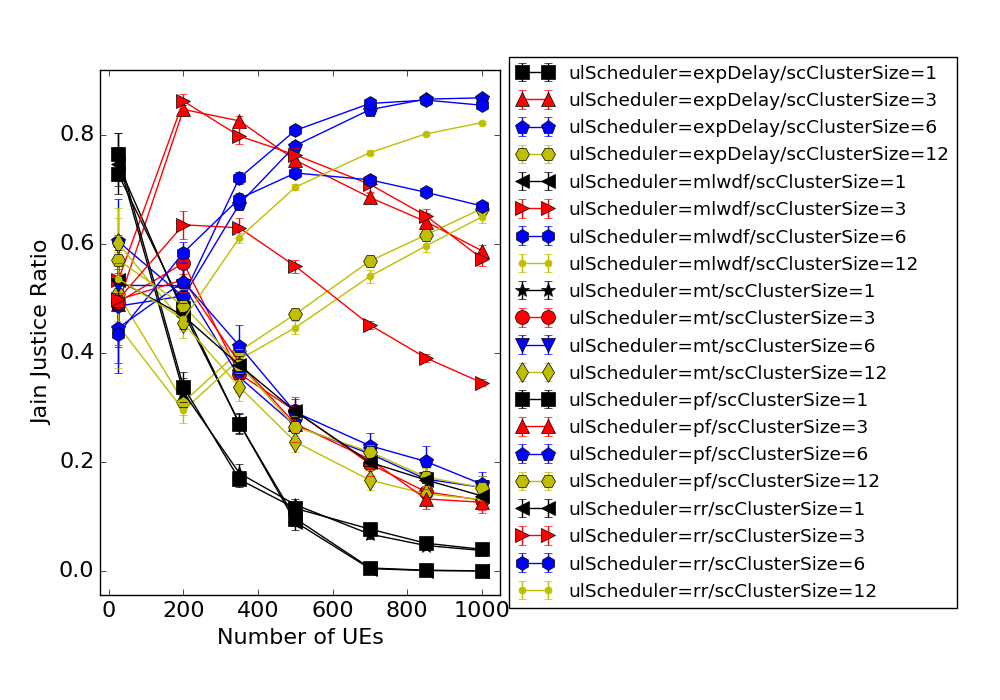 Jain Justice Ratio
0.8
0.6
0.4
0.2
0.0
0 200 400 600 800 1000
Number of UEs
ulScheduler=expDelay/scClusterSize=1
ulScheduler=expDelay/scClusterSize=3
ulScheduler=expDelay/scClusterSize=6
ulScheduler=expDelay/scClusterSize=12
ulScheduler=mlwdf/scClusterSize=1
ulScheduler=mlwdf/scClusterSize=3
ulScheduler=mlwdf/scClusterSize=6
ulScheduler=mlwdf/scClusterSize=12
ulScheduler=mt/scClusterSize=1
ulScheduler=mt/scClusterSize=3
ulScheduler=mt/scClusterSize=6
ulScheduler=mt/scClusterSize=12
ulScheduler=pf/scClusterSize=1
ulScheduler=pf/scClusterSize=3
ulScheduler=pf/scClusterSize=6
ulScheduler=pf/scClusterSize=12
ulScheduler=rr/scClusterSize=1
ulScheduler=rr/scClusterSize=3
ulScheduler=rr/scClusterSize=6
ulScheduler=rr/scClusterSize=12